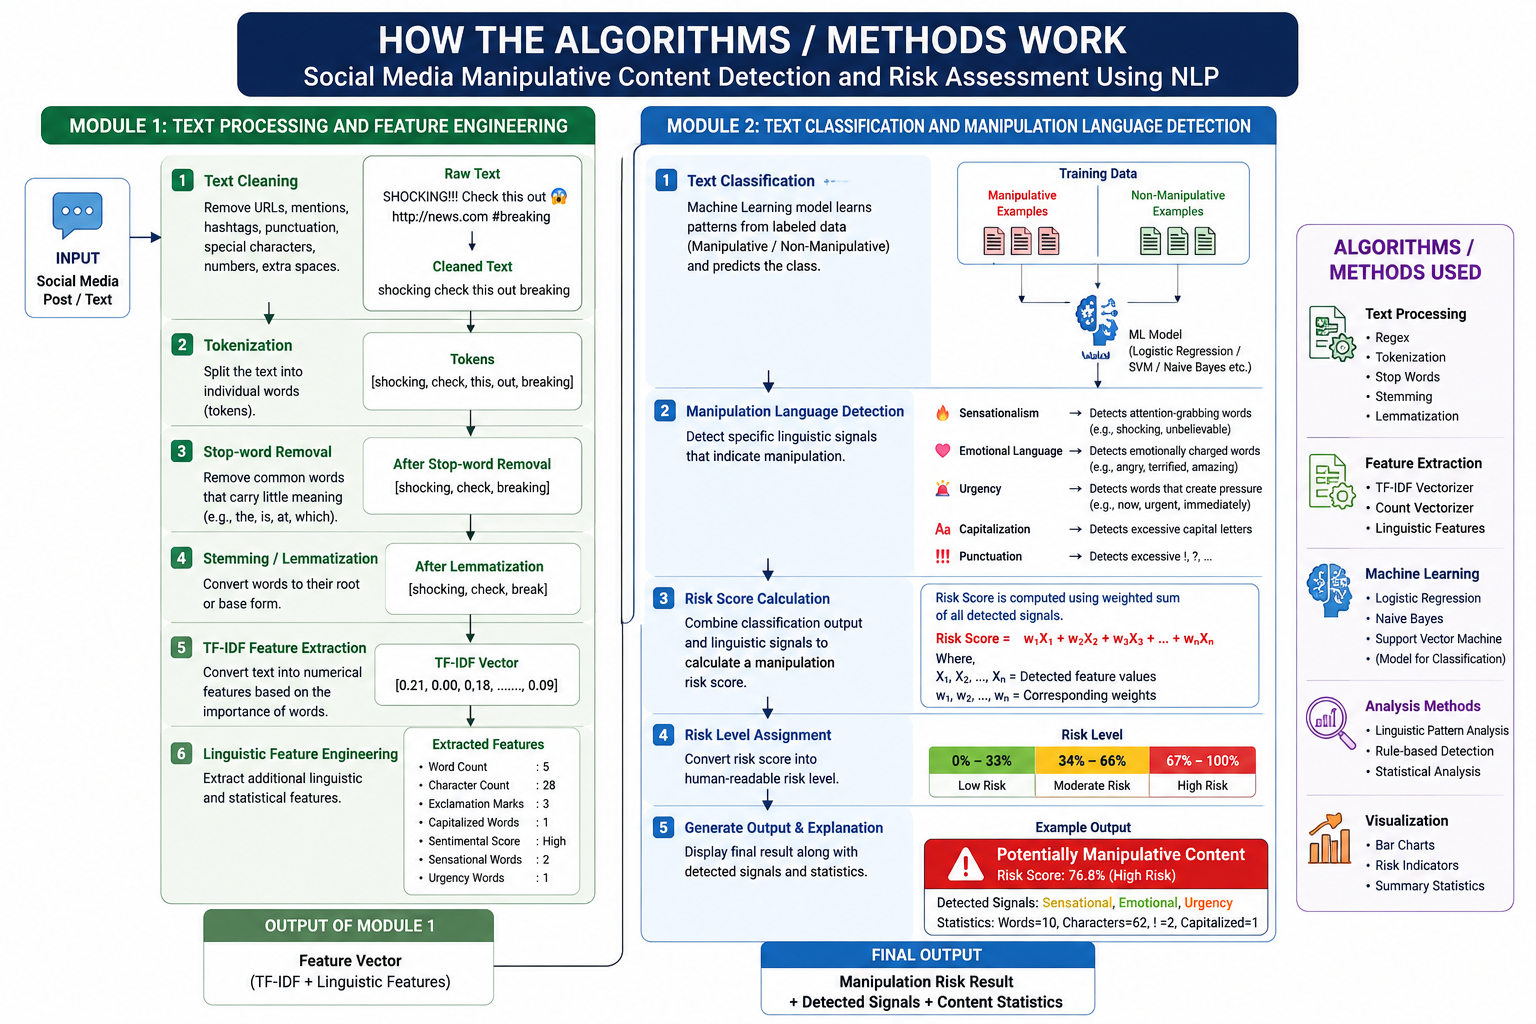 HOW THE ALGORITHMS / METHODS WORK
Social Media Manipulative Content Detection and Risk Assessment Using NLP
MODULE 1: TEXT PROCESSING AND FEATURE ENGINEERING
INPUT
Social Media
Post / Text
1 Text Cleaning
Remove URLs, mentions,
hashtags, punctuation,
special characters,
numbers, extra spaces.
Raw Text
SHOCKING!!! Check this out 😱
http://news.com #breaking
Cleaned Text
shocking check this out breaking
2 Tokenization
Split the text into
individual words
(tokens).
Tokens
[shocking, check, this, out, breaking]
3 Stop-word Removal
Remove common words
that carry little meaning
(e.g., the, is, at, which).
After Stop-word Removal
[shocking, check, breaking]
4 Stemming / Lemmatization
Convert words to their root
or base form.
After Lemmatization
[shocking, check, break]
5 TF-IDF Feature Extraction
Convert text into numerical
features based on the
importance of words.
TF-IDF Vector
[0.21, 0.00, 0,18, ......., 0.09]
6 Linguistic Feature Engineering
Extract additional linguistic
and statistical features.
Extracted Features
• Word Count : 5
• Character Count : 28
• Exclamation Marks : 3
• Capitalized Words : 1
• Sentimental Score : High
• Sensational Words : 2
• Urgency Words : 1
OUTPUT OF MODULE 1
Feature Vector
(TF-IDF + Linguistic Features)
MODULE 2: TEXT CLASSIFICATION AND MANIPULATION LANGUAGE DETECTION
1 Text Classification
Machine Learning model learns
patterns from labeled data
(Manipulative / Non-Manipulative)
and predicts the class.
Training Data
Manipulative
Examples
Non-Manipulative
Examples
ML Model
(Logistic Regression /
SVM / Naive Bayes etc.)
2 Manipulation Language Detection
Detect specific linguistic signals
that indicate manipulation.
Sensationalism → Detects attention-grabbing words
(e.g., shocking, unbelievable)
Emotional Language → Detects emotionally charged words
(e.g., angry, terrified, amazing)
Urgency → Detects words that create pressure
(e.g., now, urgent, immediately)
Aa Capitalization → Detects excessive capital letters
!!! Punctuation → Detects excessive !, ?, ...
3 Risk Score Calculation
Combine classification output
and linguistic signals to
calculate a manipulation
risk score.
Risk Score is computed using weighted sum
of all detected signals.
Risk Score = w₁X₁ + w₂X₂ + w₃X₃ + ... + wₙXₙ
Where,
X₁, X₂, ..., Xₙ = Detected feature values
w₁, w₂, ..., wₙ = Corresponding weights
4 Risk Level Assignment
Convert risk score into
human-readable risk level.
Risk Level
0% – 33% 34% – 66% 67% – 100%
Low Risk Moderate Risk High Risk
5 Generate Output & Explanation
Display final result along with
detected signals and statistics.
Example Output
Potentially Manipulative Content
Risk Score: 76.8% (High Risk)
Detected Signals: Sensational, Emotional, Urgency
Statistics: Words=10, Characters=62, ! =2, Capitalized=1
FINAL OUTPUT
Manipulation Risk Result
+ Detected Signals + Content Statistics
ALGORITHMS /
METHODS USED
Text Processing
• Regex
• Tokenization
• Stop Words
• Stemming
• Lemmatization
Feature Extraction
• TF-IDF Vectorizer
• Count Vectorizer
• Linguistic Features
Machine Learning
• Logistic Regression
• Naive Bayes
• Support Vector Machine
• (Model for Classification)
Analysis Methods
• Linguistic Pattern Analysis
• Rule-based Detection
• Statistical Analysis
Visualization
• Bar Charts
• Risk Indicators
• Summary Statistics